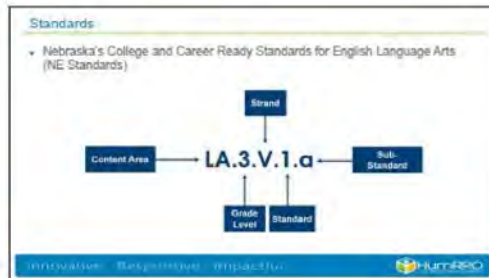 Standards
• Nebraska's College and Career Ready Standards for English Language Arts
(NE Standards)
Strand
Content Area
LA.3.V.1.a
Sub-
Standard
Grade
Level
Standard
Innovative. Responsive. Impactful.
HumRRO